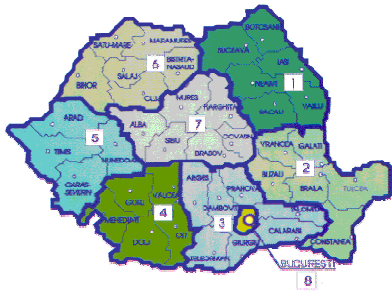 BOTOSANI
SUCEAVA
MARAMURES
SATU-MARE
IASI
BISTRITA-
NASAUD
6
1
BIHOR
SALAJ
NEAMT
CLUJ
MURES
HARGHITA
BACAU
VASLUI
ARAD
ALBA
7
5
SIBIU
COVASNA
VRANCEA
GALATI
TIMIS
HUNEDOARA
BRASOV
2
CARAS-
SEVERIN
ARGES
BUZAU
PRAHOVA
BRAILA
TULCEA
GORJ
VALCEA
4
DAMBOVITA
3
MEHEDINTI
CALARASI
DOLJ
OLT
GIURGIU
CONSTANTA
TELEORMAN
BUCURESTI
8